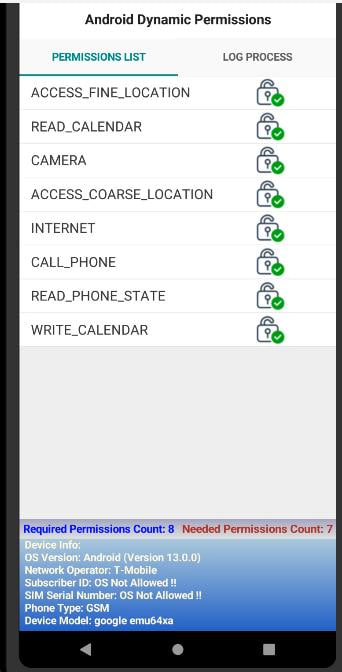 Android Dynamic Permissions
PERMISSIONS LIST LOG PROCESS
ACCESS_FINE_LOCATION
READ_CALENDAR
CAMERA
ACCESS_COARSE_LOCATION
INTERNET
CALL_PHONE
READ_PHONE_STATE
WRITE_CALENDAR
Required Permissions Count: 8 Needed Permissions Count: 7
Device Info:
OS Version: Android (Version 13.0.0)
Network Operator: T-Mobile
Subscriber ID: OS Not Allowed !!
SIM Serial Number: OS Not Allowed !!
Phone Type: GSM
Device Model: google emu64xa